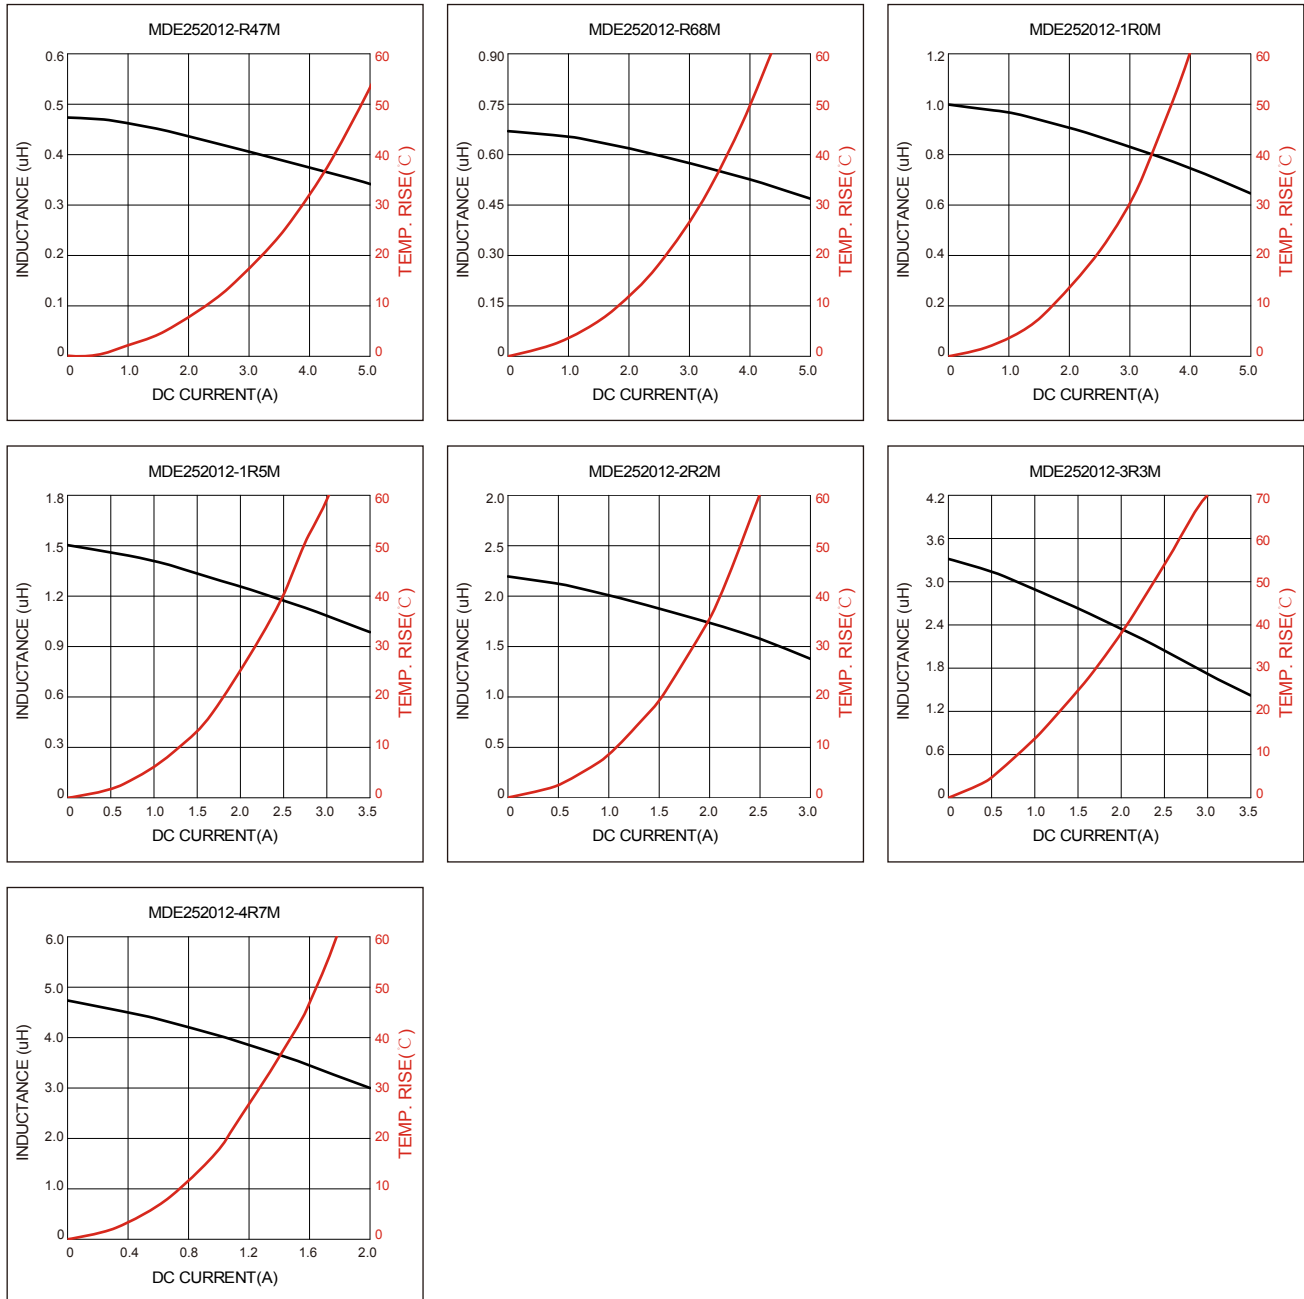 MDE252012-R47M
0.6
0.5
0.4
0.3
0.2
0.1
0
INDUCTANCE (uH)
60
50
40
30
20
10
0
TEMP. RISE(℃)
0 1.0 2.0 3.0 4.0 5.0
DC CURRENT(A)
MDE252012-R68M
0.90
0.75
0.60
0.45
0.30
0.15
0
INDUCTANCE (uH)
60
50
40
30
20
10
0
TEMP. RISE(℃)
0 1.0 2.0 3.0 4.0 5.0
DC CURRENT(A)
MDE252012-1R0M
1.2
1.0
0.8
0.6
0.4
0.2
0
INDUCTANCE (uH)
60
50
40
30
20
10
0
TEMP. RISE(℃)
0 1.0 2.0 3.0 4.0 5.0
DC CURRENT(A)
MDE252012-1R5M
1.8
1.5
1.2
0.9
0.6
0.3
0
INDUCTANCE (uH)
60
50
40
30
20
10
0
TEMP. RISE(℃)
0 0.5 1.0 1.5 2.0 2.5 3.0 3.5
DC CURRENT(A)
MDE252012-2R2M
2.0
2.5
2.0
1.5
1.0
0.5
0
INDUCTANCE (uH)
60
50
40
30
20
10
0
TEMP. RISE(℃)
0 0.5 1.0 1.5 2.0 2.5 3.0
DC CURRENT(A)
MDE252012-3R3M
4.2
3.6
3.0
2.4
1.8
1.2
0.6
0
INDUCTANCE (uH)
70
60
50
40
30
20
10
0
TEMP. RISE(℃)
0 0.5 1.0 1.5 2.0 2.5 3.0 3.5
DC CURRENT(A)
MDE252012-4R7M
6.0
5.0
4.0
3.0
2.0
1.0
0
INDUCTANCE (uH)
60
50
40
30
20
10
0
TEMP. RISE(℃)
0 0.4 0.8 1.2 1.6 2.0
DC CURRENT(A)